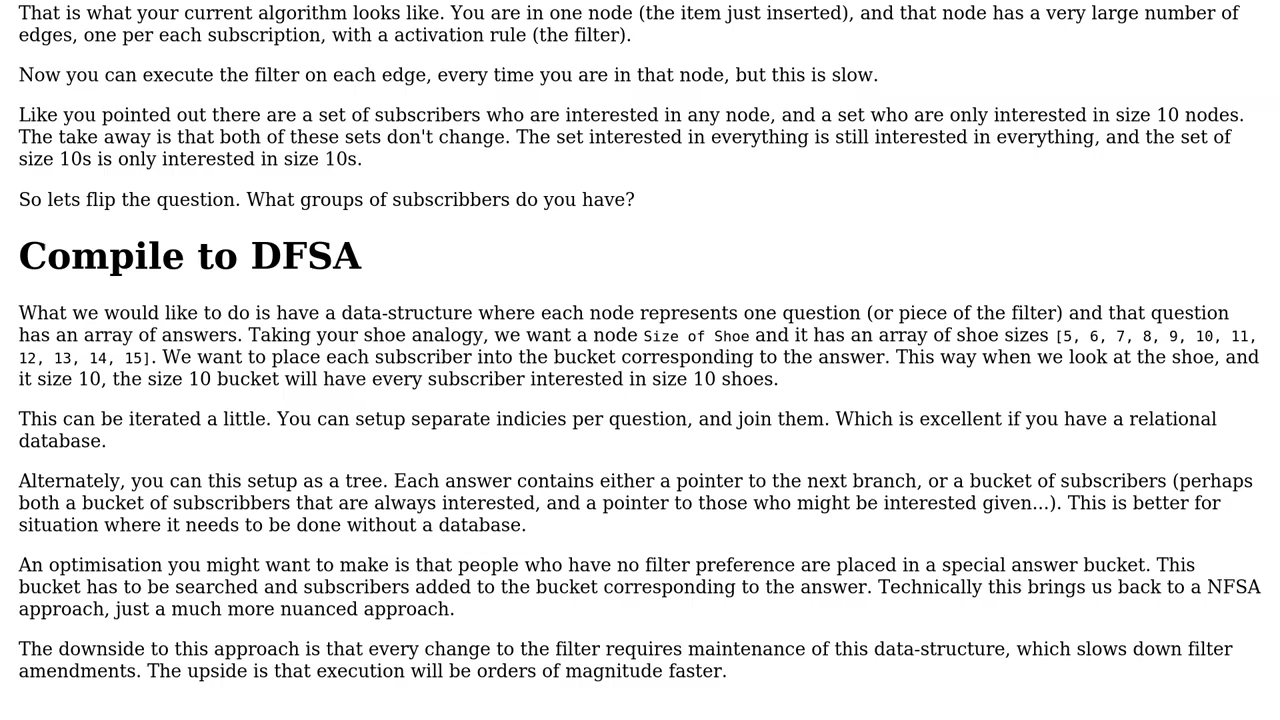 That is what your current algorithm looks like. You are in one node (the item just inserted), and that node has a very large number of
edges, one per each subscription, with a activation rule (the filter).
Now you can execute the filter on each edge, every time you are in that node, but this is slow.
Like you pointed out there are a set of subscribers who are interested in any node, and a set who are only interested in size 10 nodes.
The take away is that both of these sets don't change. The set interested in everything is still interested in everything, and the set of
size 10s is only interested in size 10s.
So lets flip the question. What groups of subscribbers do you have?
Compile to DFSA
What we would like to do is have a data-structure where each node represents one question (or piece of the filter) and that question
has an array of answers. Taking your shoe analogy, we want a node Size of Shoe and it has an array of shoe sizes [5, 6, 7, 8, 9, 10, 11,
12, 13, 14, 15]. We want to place each subscriber into the bucket corresponding to the answer. This way when we look at the shoe, and
it size 10, the size 10 bucket will have every subscriber interested in size 10 shoes.
This can be iterated a little. You can setup separate indicies per question, and join them. Which is excellent if you have a relational
database.
Alternately, you can this setup as a tree. Each answer contains either a pointer to the next branch, or a bucket of subscribers (perhaps
both a bucket of subscribbers that are always interested, and a pointer to those who might be interested given...). This is better for
situation where it needs to be done without a database.
An optimisation you might want to make is that people who have no filter preference are placed in a special answer bucket. This
bucket has to be searched and subscribers added to the bucket corresponding to the answer. Technically this brings us back to a NFSA
approach, just a much more nuanced approach.
The downside to this approach is that every change to the filter requires maintenance of this data-structure, which slows down filter
amendments. The upside is that execution will be orders of magnitude faster.